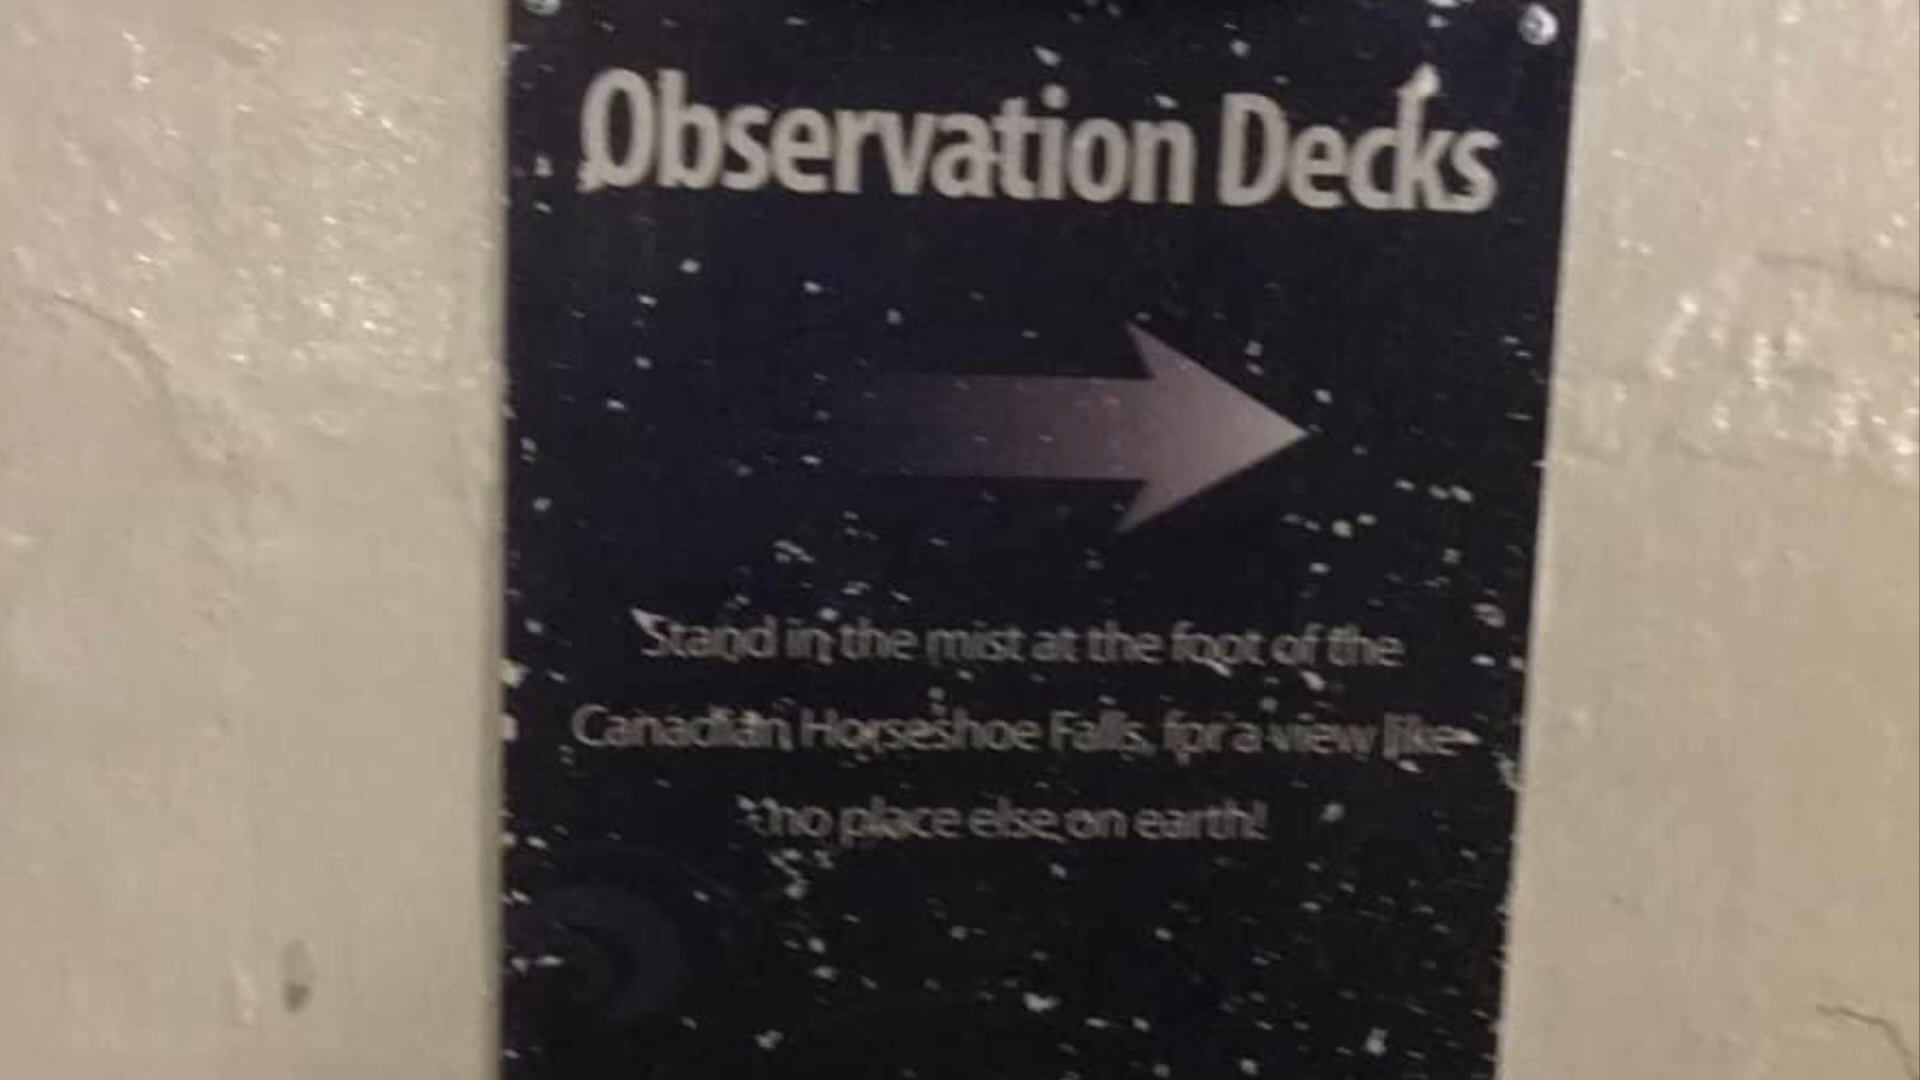 Observation Decks
Stand in the mist at the foot of the
Canadian Horseshoe Falls, for a view like
no place else on earth!